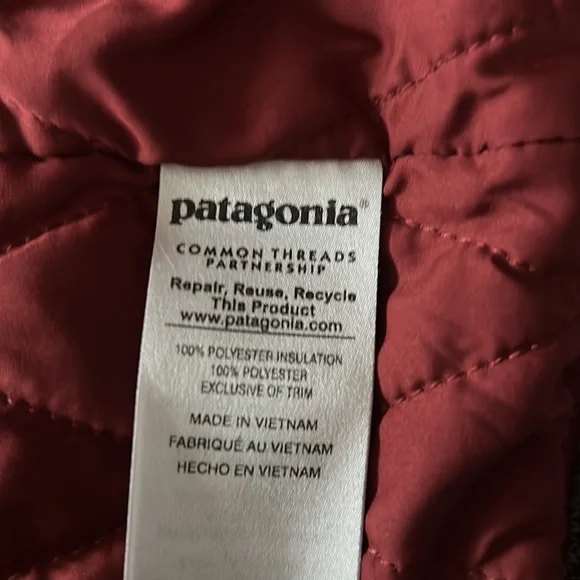 patagonia®
COMMON THREADS
PARTNERSHIP
Repair, Reuse, Recycle
This Product
www.patagonia.com
100% POLYESTER INSULATION
100% POLYESTER
EXCLUSIVE OF TRIM
MADE IN VIETNAM
FABRIQUÉ AU VIETNAM
HECHO EN VIETNAM